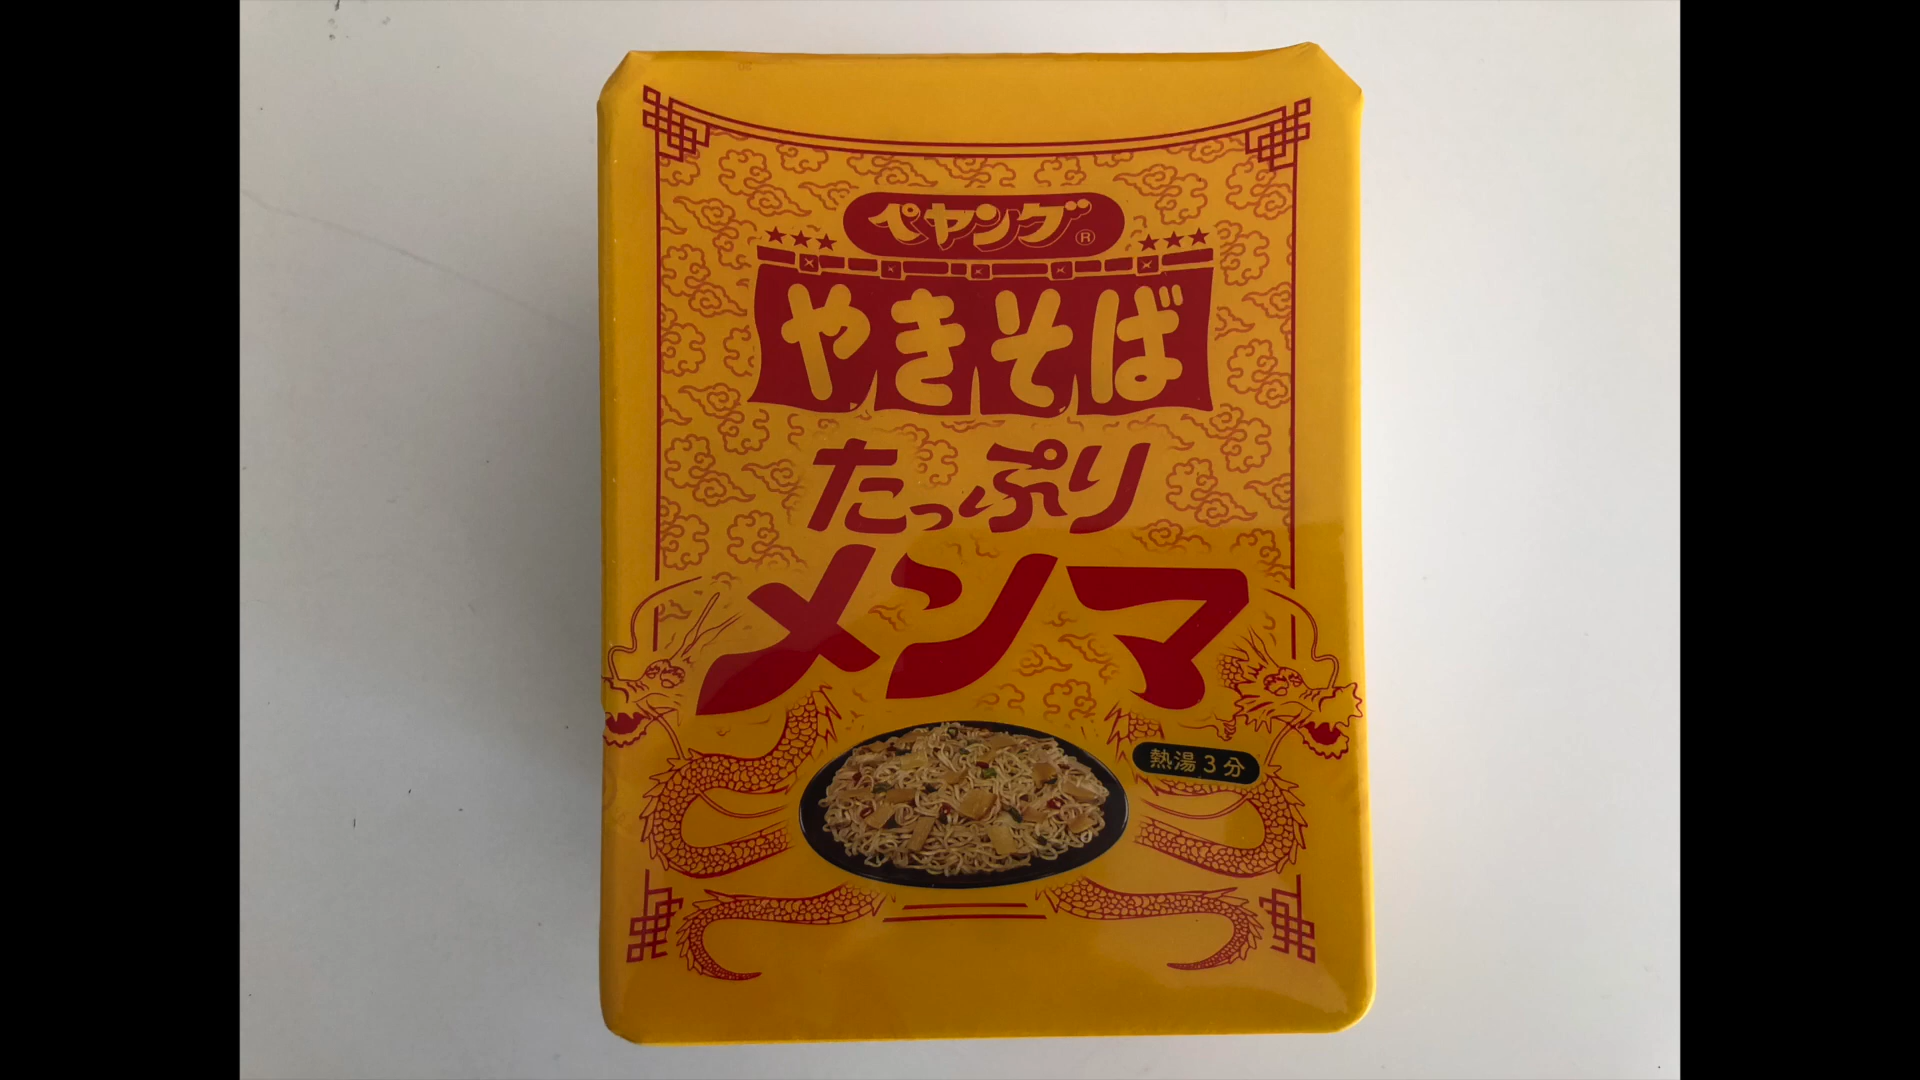 ペヤング®
やきそば
たっぷり
メンマ
熱湯3分